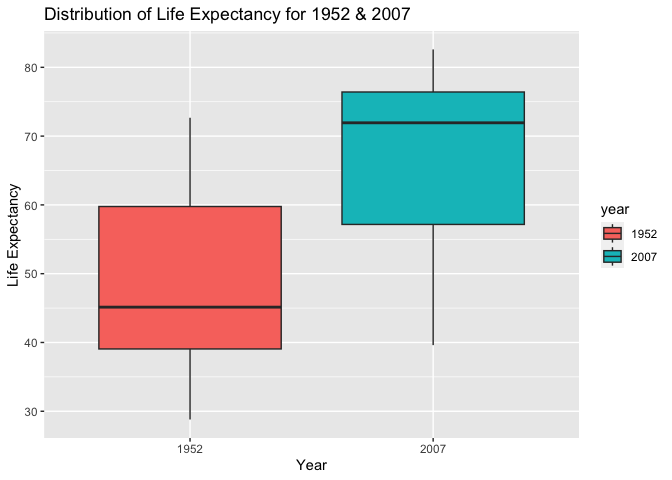 Distribution of Life Expectancy for 1952 & 2007
80
70
60
50
40
30
Life Expectancy
1952
2007
Year
year
1952
2007